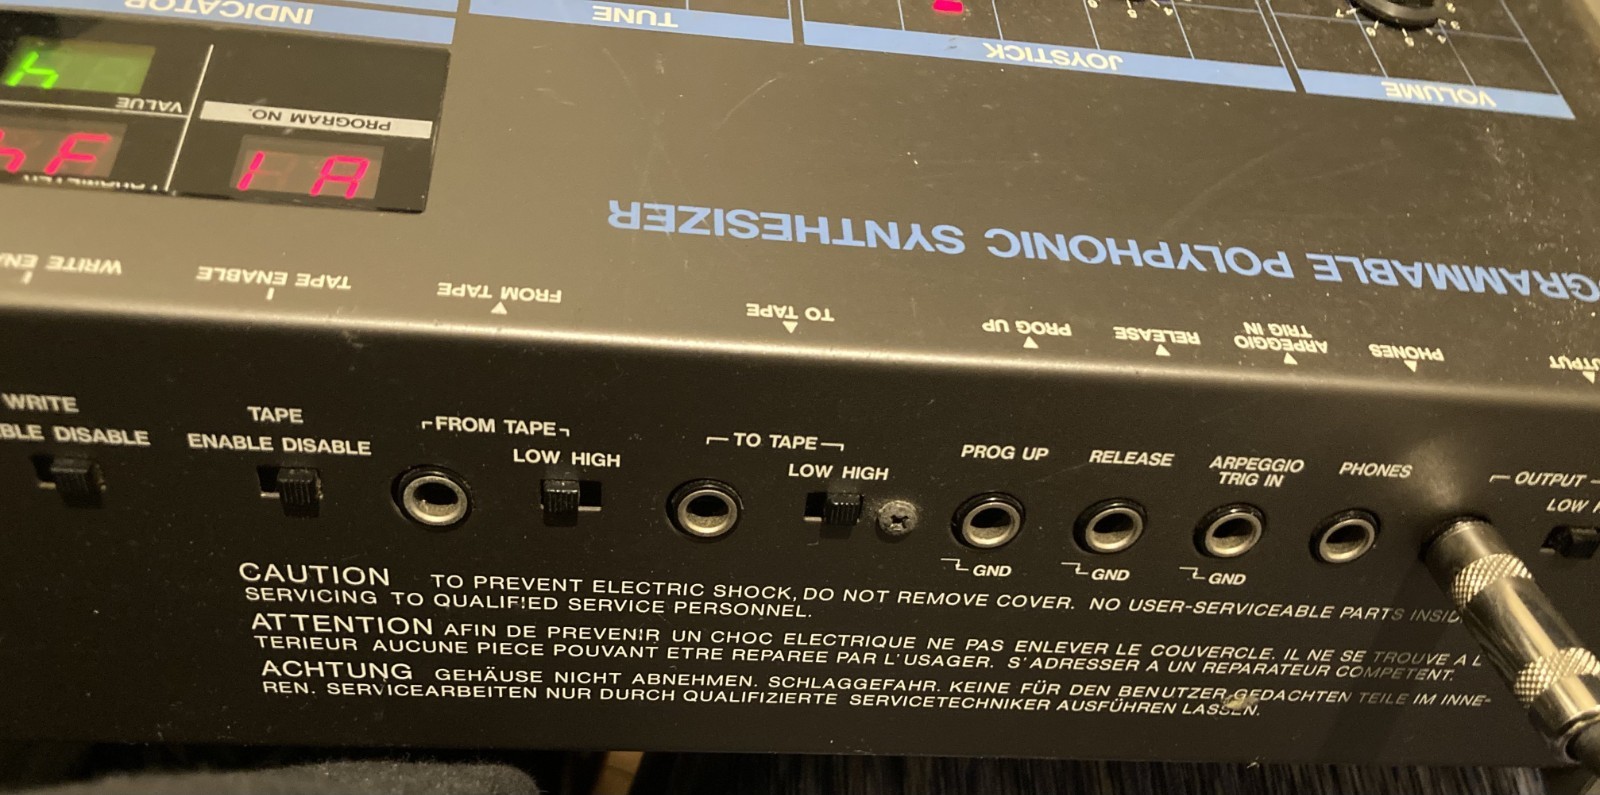 INDICATOR
TUNE
JOYSTICK
VOLUME
VALUE
PROGRAM NO.
1A
GRAMMABLE POLYPHONIC SYNTHESIZER
TAPE ENABLE
FROM TAPE
TO TAPE
PROG UP
RELEASE
ARPEGGIO
TRIG IN
PHONES
WRITE
BLE DISABLE
TAPE
ENABLE DISABLE
FROM TAPE
LOW HIGH
TO TAPE
LOW HIGH
PROG UP
RELEASE
ARPEGGIO
TRIG IN
PHONES
OUTPUT
LOW
GND
GND
GND
CAUTION TO PREVENT ELECTRIC SHOCK, DO NOT REMOVE COVER. NO USER-SERVICEABLE PARTS INSID
SERVICING TO QUALIFIED SERVICE PERSONNEL.
ATTENTION AFIN DE PREVENIR UN CHOC ELECTRIQUE NE PAS ENLEVER LE COUVERCLE. IL NE SE TROUVE A L
TERIEUR AUCUNE PIECE POUVANT ETRE REPAREE PAR L'USAGER. S'ADRESSER A UN REPARATEUR COMPETENT.
ACHTUNG GEHÄUSE NICHT ABNEHMEN. SCHLAGGEFAHR. KEINE FÜR DEN BENUTZER GEDACHTEN TEILE IM INNE-
REN. SERVICEARBEITEN NUR DURCH QUALIFIZIERTE SERVICETECHNIKER AUSFÜHREN LASSEN.